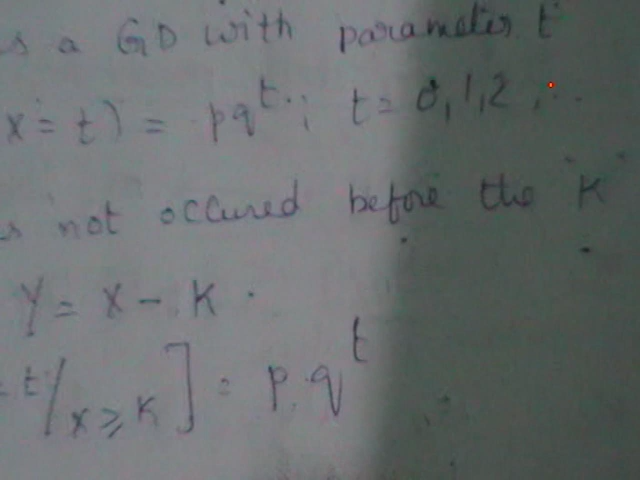 s a GD with parameter t
x = t) = pq^t ; t = 0,1,2, ..
s not occured before the "K"
Y = X - K .
= t / x ≥ K ] = p.q^t